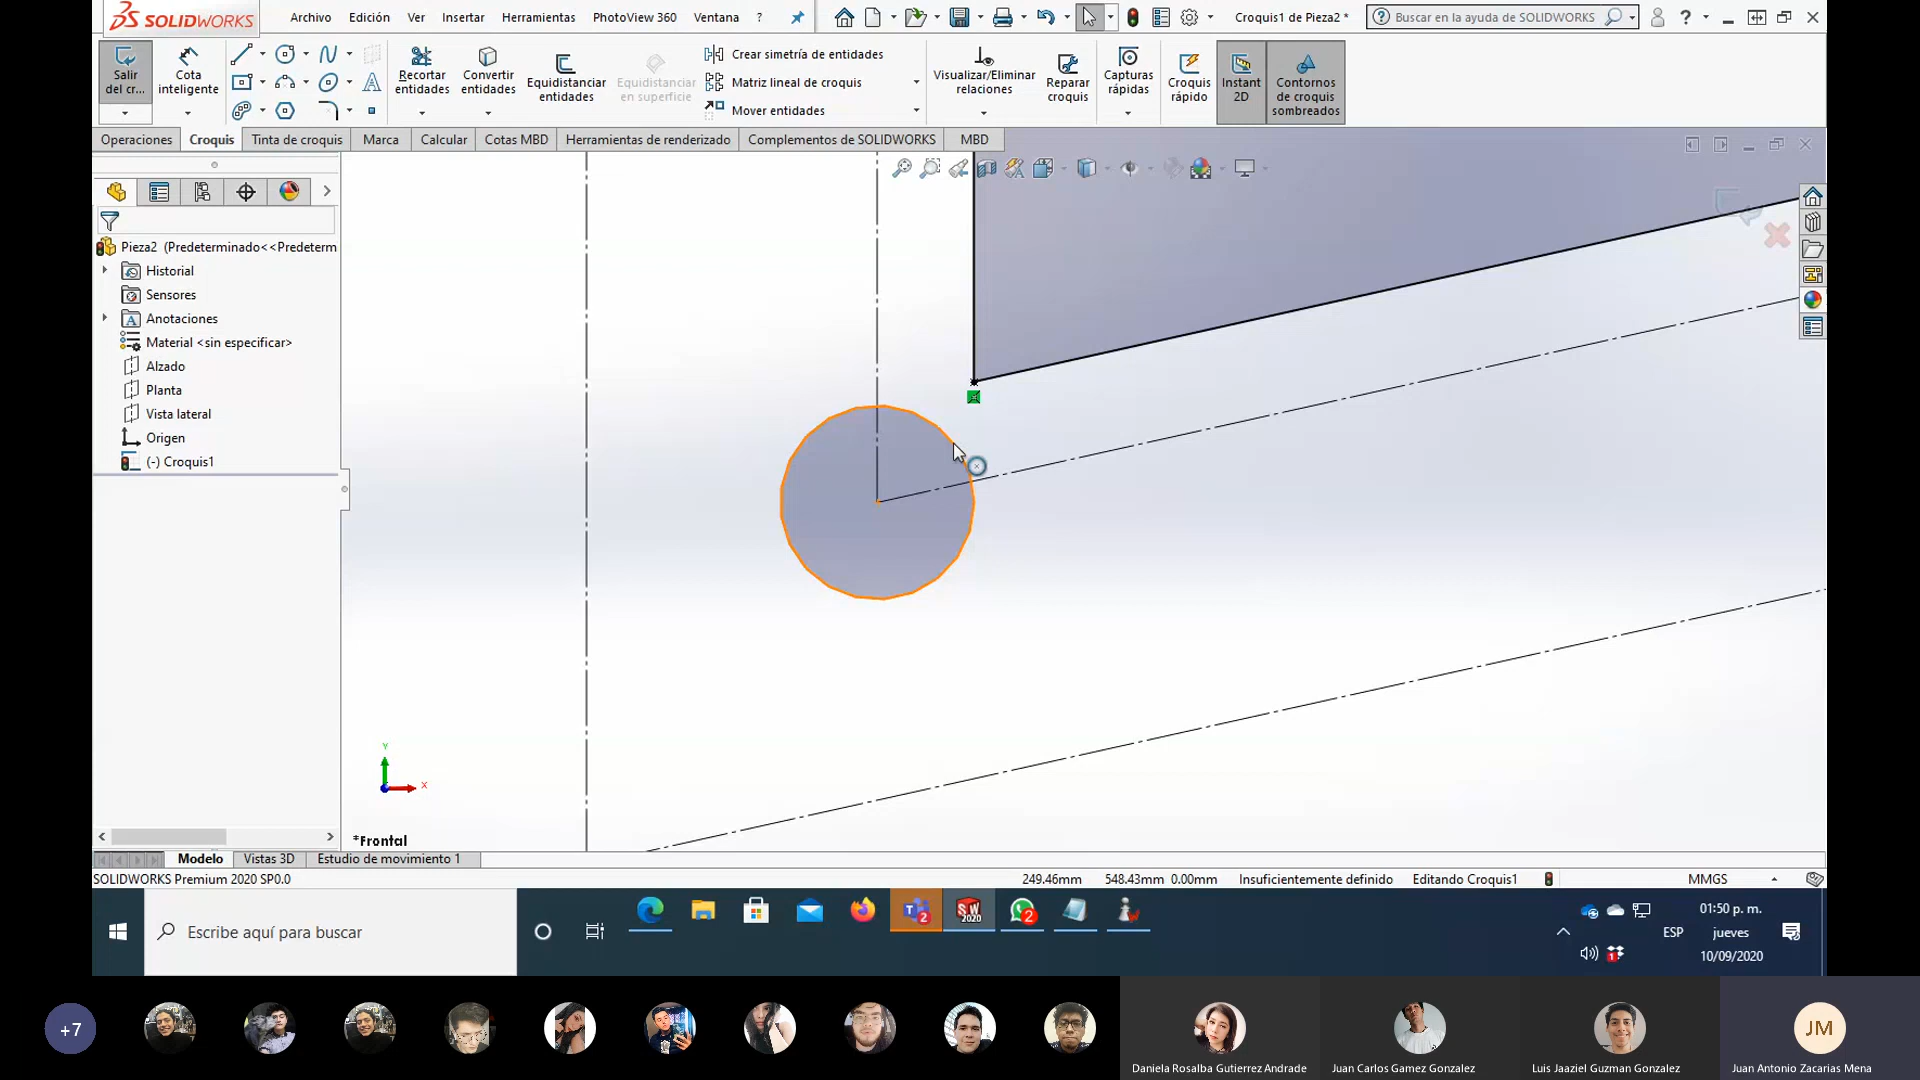 SOLIDWORKS
Archivo Edición Ver Insertar Herramientas PhotoView 360 Ventana ? Croquis1 de Pieza2 * Buscar en la ayuda de SOLIDWORKS ?
Salir del cr...
Cota inteligente
Recortar entidades
Convertir entidades
Equidistanciar entidades
Equidistanciar en superficie
Crear simetría de entidades
Matriz lineal de croquis
Mover entidades
Visualizar/Eliminar relaciones
Reparar croquis
Capturas rápidas
Croquis rápido
Instant 2D
Contornos de croquis sombreados
Operaciones Croquis Tinta de croquis Marca Calcular Cotas MBD Herramientas de renderizado Complementos de SOLIDWORKS MBD
Pieza2 (Predeterminado<<Predeterm
Historial
Sensores
Anotaciones
Material <sin especificar>
Alzado
Planta
Vista lateral
Origen
(-) Croquis1
Y
X
*Frontal
Modelo Vistas 3D Estudio de movimiento 1
SOLIDWORKS Premium 2020 SP0.0 249.46mm 548.43mm 0.00mm Insuficientemente definido Editando Croquis1 MMGS
Escribe aquí para buscar
2
SW
2020
2
ESP
1
01:50 p. m.
jueves
10/09/2020
+7
JM
Daniela Rosalba Gutierrez Andrade Juan Carlos Gamez Gonzalez Luis Jaaziel Guzman Gonzalez Juan Antonio Zacarias Mena